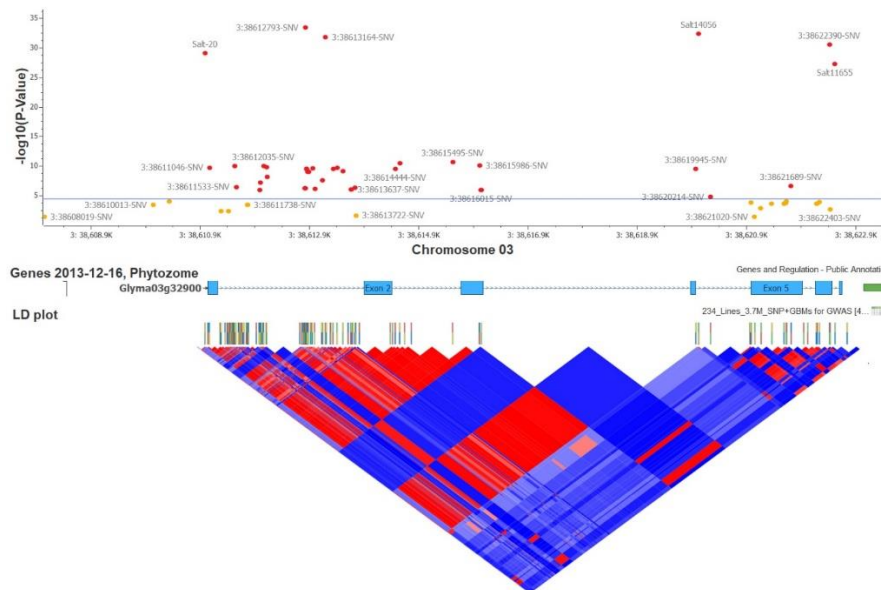 35
30
25
20
15
10
5
-log10(P-Value)
3:38612793-SNV
Salt14056
3:38622390-SNV
3:38613164-SNV
Salt-20
Salt11655
3:38612035-SNV
3:38615495-SNV
3:38611046-SNV
3:38615986-SNV
3:38619945-SNV
3:38614444-SNV
3:38621689-SNV
3:38611533-SNV
3:38613637-SNV
3:38616015-SNV
3:38620214-SNV
3:38610013-SNV
3:38611738-SNV
3:38608019-SNV
3:38613722-SNV
3:38621020-SNV
3:38622403-SNV
3: 38,608.9K
3: 38,610.9K
3: 38,612.9K
3: 38,614.9K
3: 38,616.9K
3: 38,618.9K
3: 38,620.9K
3: 38,622.9K
Chromosome 03
Genes 2013-12-16, Phytozome
Genes and Regulation - Public Annotatio
Glyma03g32900
Exon 2
Exon 5
LD plot
234_Lines_3.7M_SNP+GBMs for GWAS [4...